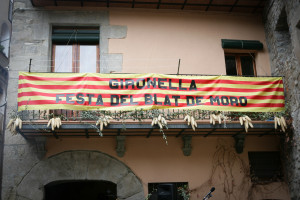 GIRONELLA
FESTA DEL BLAT DE MORO